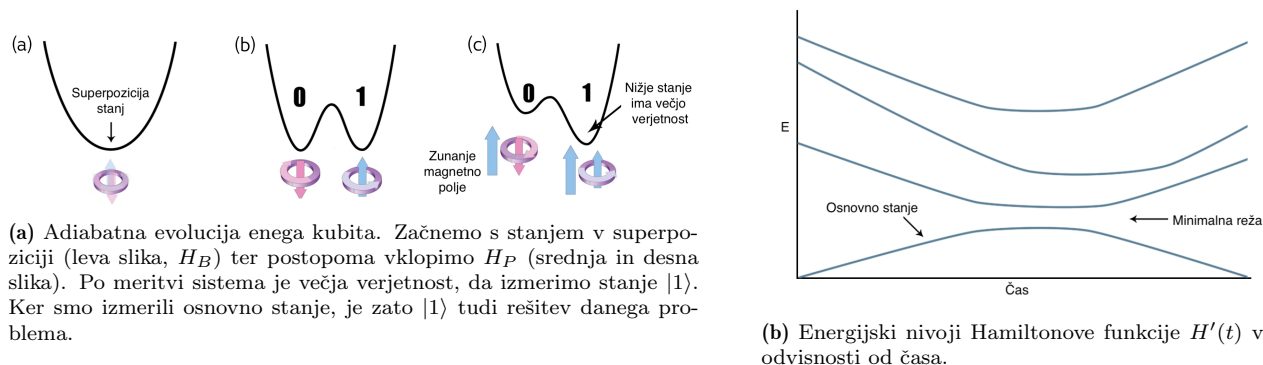 (a)
Superpozicija
stanj
(b)
0 1
(c)
0 1
Nižje stanje
ima večjo
verjetnost
Zunanje
magnetno
polje
(a) Adiabatna evolucija enega kubita. Začnemo s stanjem v superpo-
ziciji (leva slika, H_B) ter postopoma vklopimo H_P (srednja in desna
slika). Po meritvi sistema je večja verjetnost, da izmerimo stanje |1⟩.
Ker smo izmerili osnovno stanje, je zato |1⟩ tudi rešitev danega pro-
blema.
E
Osnovno stanje
Minimalna reža
Čas
(b) Energijski nivoji Hamiltonove funkcije H′(t) v
odvisnosti od časa.